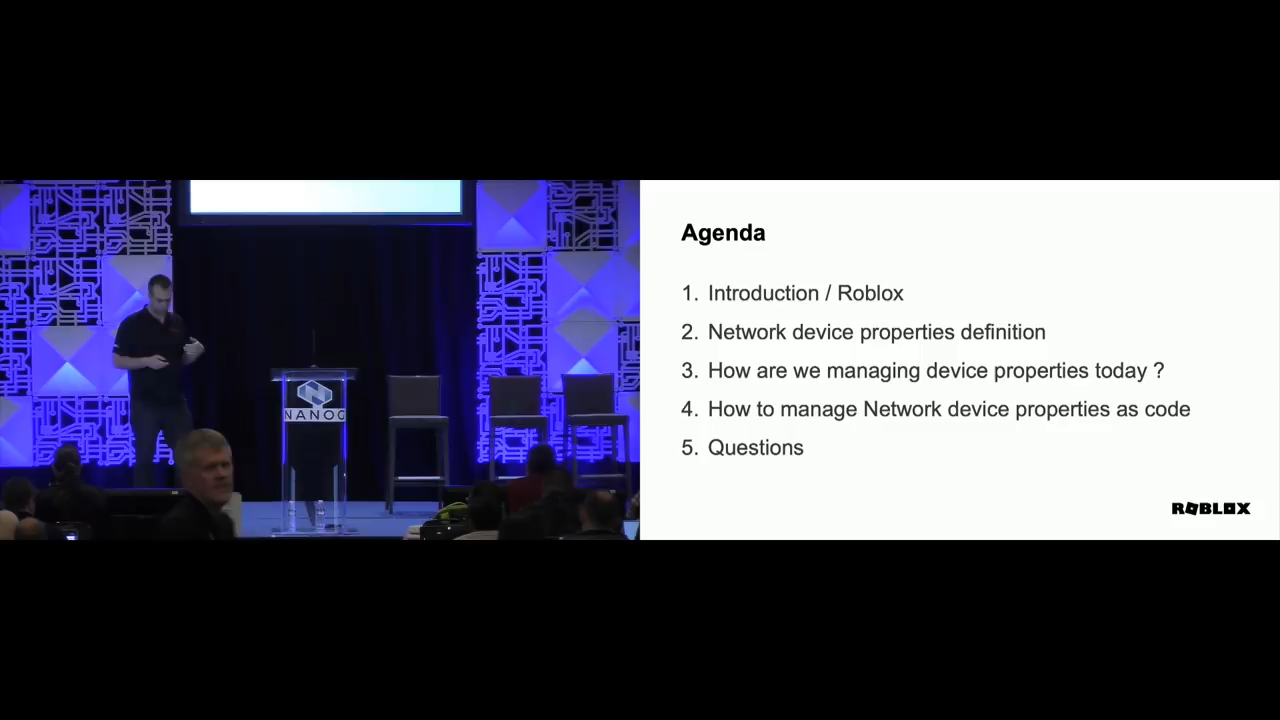 NANOG
Agenda
1. Introduction / Roblox
2. Network device properties definition
3. How are we managing device properties today ?
4. How to manage Network device properties as code
5. Questions
ROBLOX